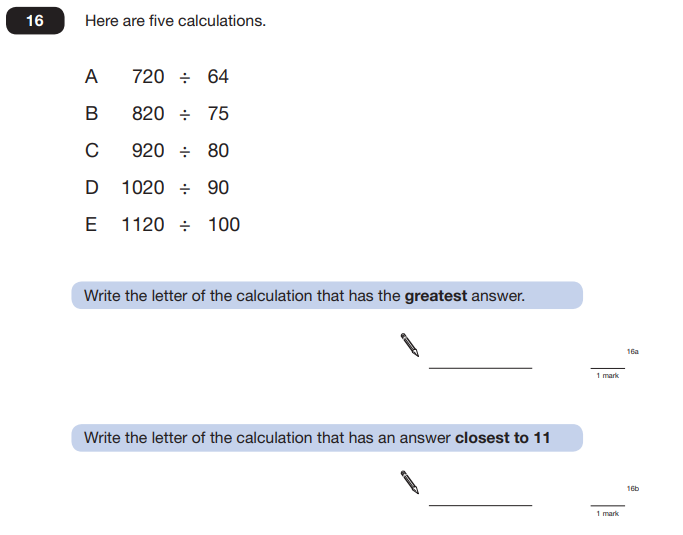 16 Here are five calculations.
A 720 ÷ 64
B 820 ÷ 75
C 920 ÷ 80
D 1020 ÷ 90
E 1120 ÷ 100
Write the letter of the calculation that has the greatest answer.
16a
1 mark
Write the letter of the calculation that has an answer closest to 11
16b
1 mark